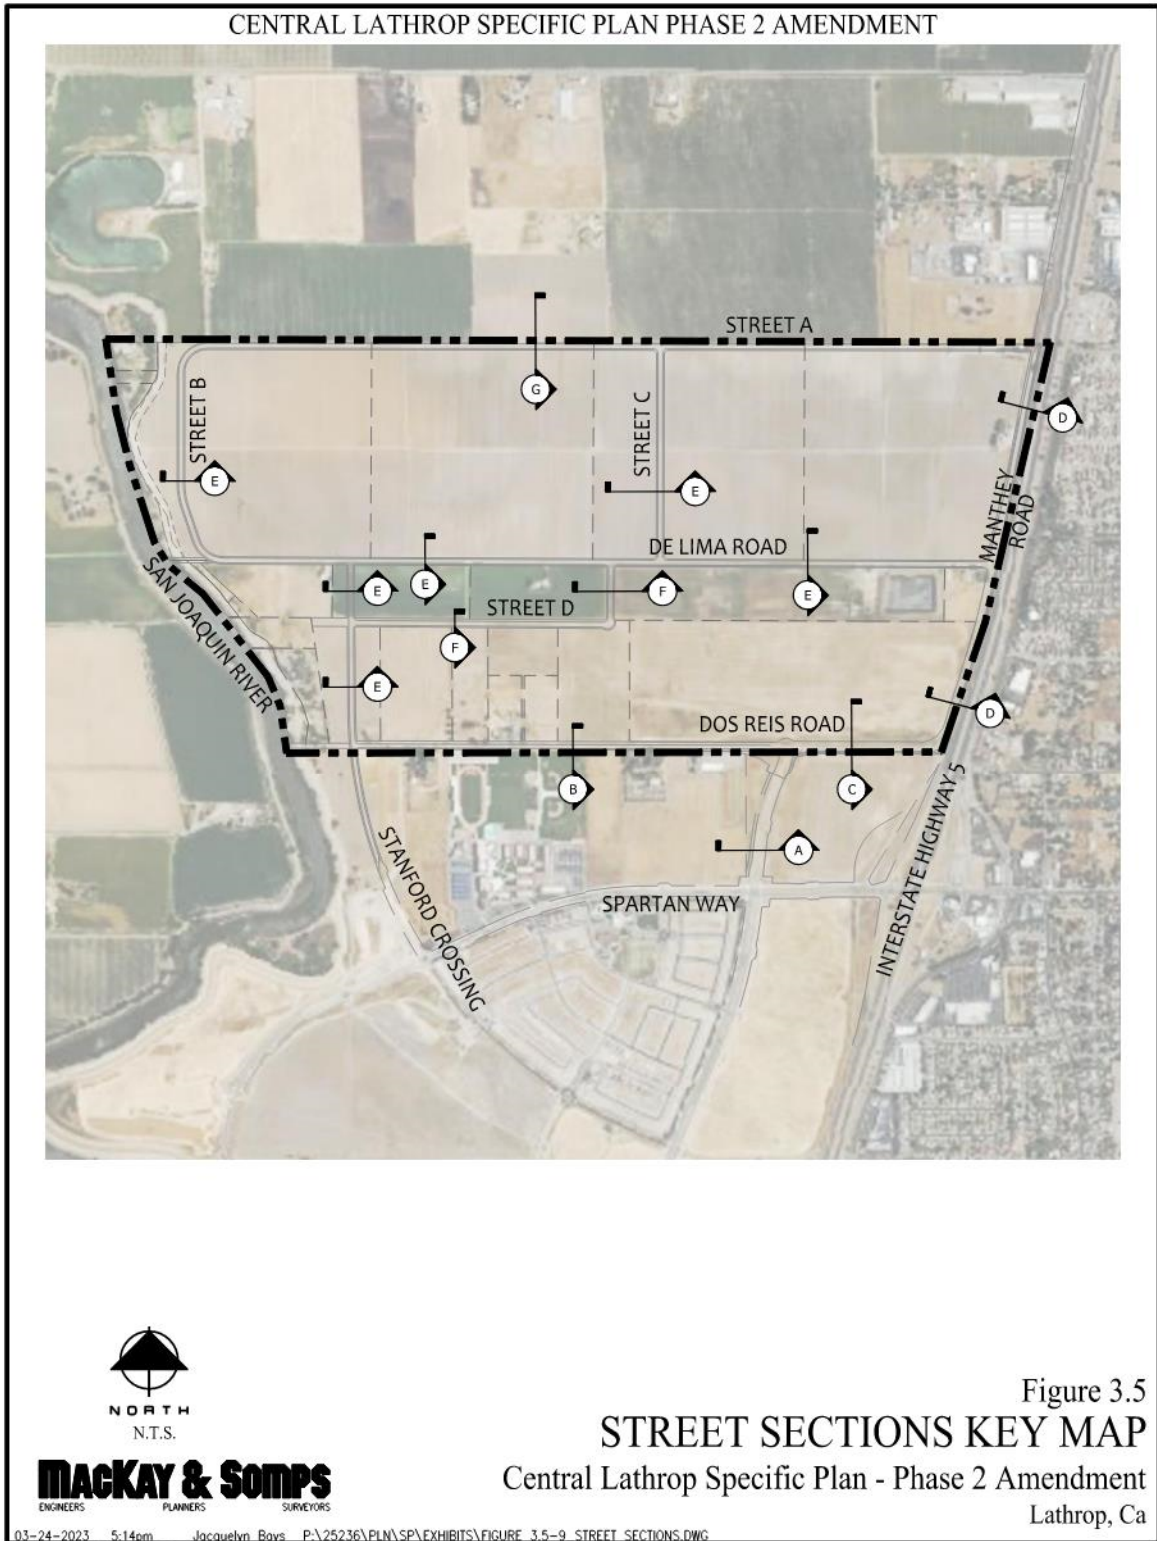 CENTRAL LATHROP SPECIFIC PLAN PHASE 2 AMENDMENT
STREET A
G
STREET B
STREET C
D
E
E
MANTHEY
ROAD
DE LIMA ROAD
SAN JOAQUIN RIVER
E
E
STREET D
F
E
F
E
DOS REIS ROAD
D
B
C
A
STANFORD CROSSING
SPARTAN WAY
INTERSTATE HIGHWAY 5
NORTH
N.T.S.
Figure 3.5
STREET SECTIONS KEY MAP
Central Lathrop Specific Plan - Phase 2 Amendment
Lathrop, Ca
MACKAY & SOMPS
ENGINEERS PLANNERS SURVEYORS
03-24-2023 5:14pm Jacquelyn Bays P:\25236\PLN\SP\EXHIBITS\FIGURE 3.5-9 STREET SECTIONS.DWG